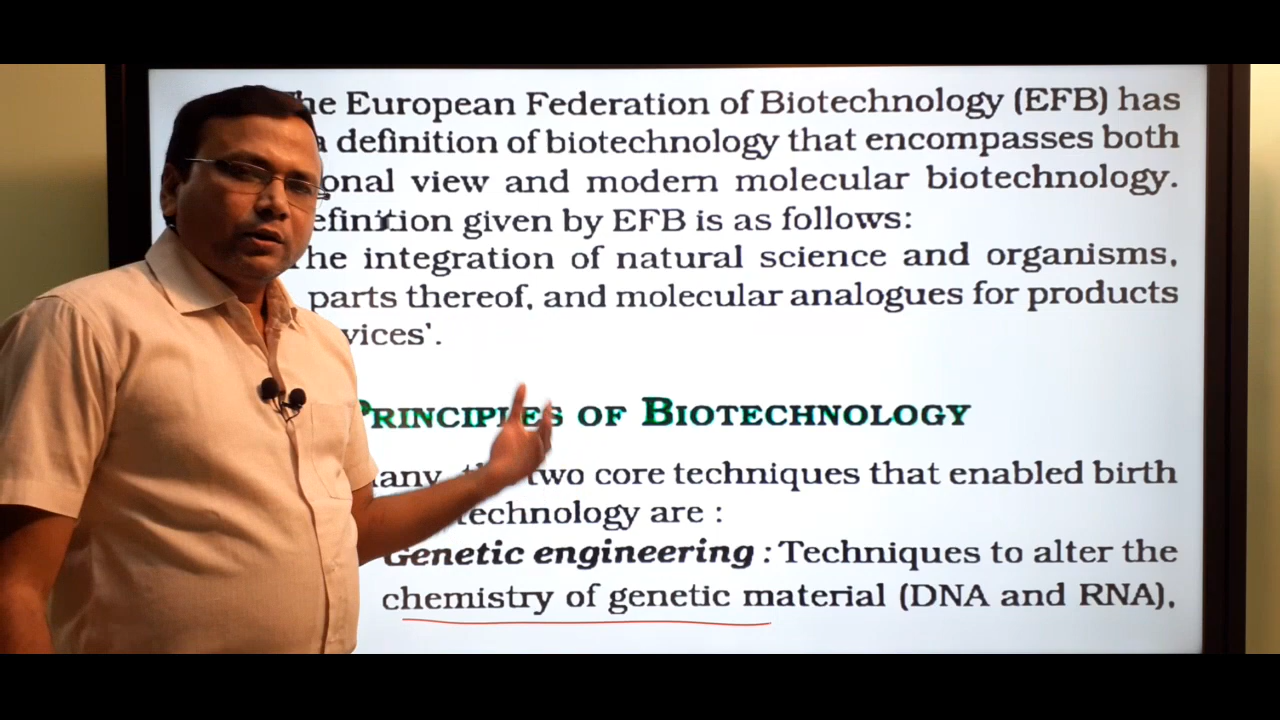 he European Federation of Biotechnology (EFB) has
a definition of biotechnology that encompasses both
onal view and modern molecular biotechnology.
efinition given by EFB is as follows:
he integration of natural science and organisms,
parts thereof, and molecular analogues for products
vices'.
PRINCIPLES OF BIOTECHNOLOGY
any, two core techniques that enabled birth
technology are :
Genetic engineering : Techniques to alter the
chemistry of genetic material (DNA and RNA),